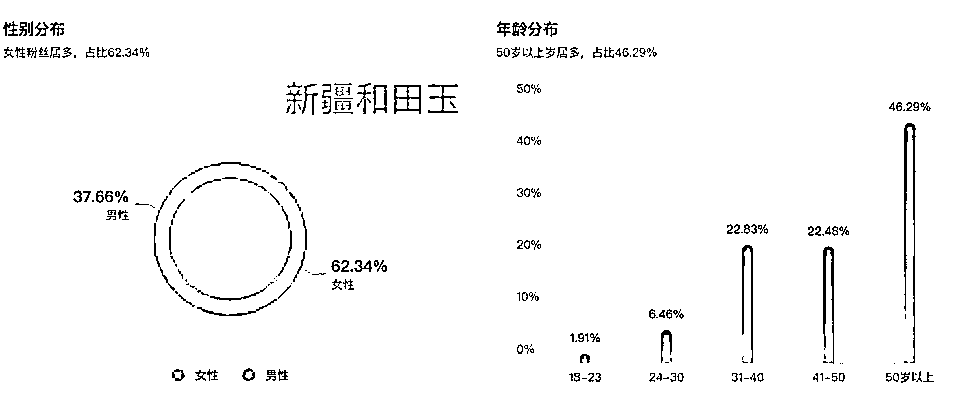 性别分布
女性粉丝居多，占比62.34%
新疆和田玉
37.66%
男性
62.34%
女性
女性
男性
年龄分布
50岁以上岁居多，占比46.29%
50%
40%
30%
20%
10%
0%
1.91%
6.46%
22.83%
22.48%
46.29%
18-23
24-30
31-40
41-50
50岁以上